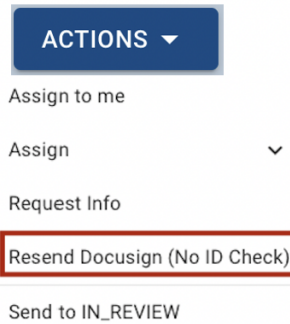 ACTIONS
Assign to me
Assign
Request Info
Resend Docusign (No ID Check)
Send to IN_REVIEW